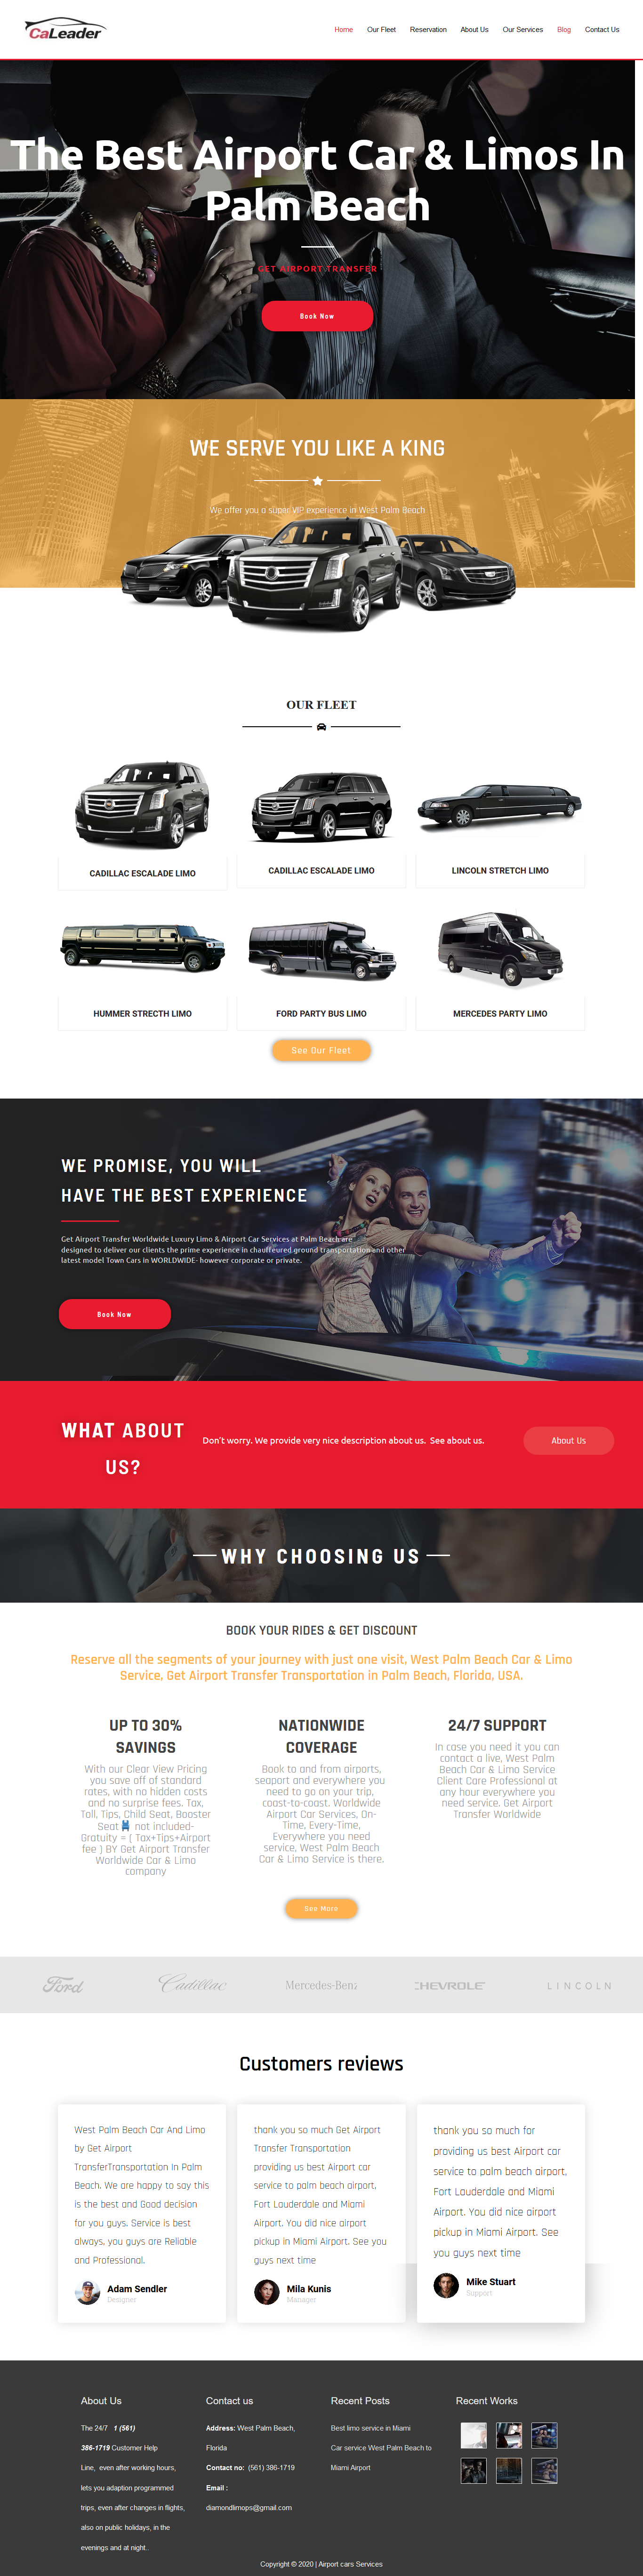 CaLeader
Home Our Fleet Reservation About Us Our Services Blog Contact Us
The Best Airport Car & Limos In
Palm Beach
GET AIRPORT TRANSFER
Book Now
WE SERVE YOU LIKE A KING
We offer you a super VIP experience in West Palm Beach
OUR FLEET
CADILLAC ESCALADE LIMO
CADILLAC ESCALADE LIMO
LINCOLN STRETCH LIMO
HUMMER STRECTH LIMO
FORD PARTY BUS LIMO
MERCEDES PARTY LIMO
See Our Fleet
WE PROMISE, YOU WILL
HAVE THE BEST EXPERIENCE
Get Airport Transfer Worldwide Luxury Limo & Airport Car Services at Palm Beach are
designed to deliver our clients the prime experience in chauffeured ground transportation and other
latest model Town Cars in WORLDWIDE- however corporate or private.
Book Now
WHAT ABOUT
US?
Don't worry. We provide very nice description about us. See about us.
About Us
WHY CHOOSING US
BOOK YOUR RIDES & GET DISCOUNT
Reserve all the segments of your journey with just one visit, West Palm Beach Car & Limo
Service, Get Airport Transfer Transportation in Palm Beach, Florida, USA.
UP TO 30%
SAVINGS
With our Clear View Pricing
you save off of standard
rates, with no hidden costs
and no surprise fees. Tax,
Toll, Tips, Child Seat, Booster
Seat 💺 not included-
Gratuity = ( Tax+Tips+Airport
fee ) BY Get Airport Transfer
Worldwide Car & Limo
company
NATIONWIDE
COVERAGE
Book to and from airports,
seaport and everywhere you
need to go on your trip,
coast-to-coast. Worldwide
Airport Car Services, On-
Time, Every-Time,
Everywhere you need
service, West Palm Beach
Car & Limo Service is there.
24/7 SUPPORT
In case you need it you can
contact a live, West Palm
Beach Car & Limo Service
Client Care Professional at
any hour everywhere you
need service. Get Airport
Transfer Worldwide
See More
Ford
Cadillac
Mercedes-Benz
CHEVROLE
LINCOLN
Customers reviews
West Palm Beach Car And Limo
by Get Airport
TransferTransportation In Palm
Beach. We are happy to say this
is the best and Good decision
for you guys. Service is best
always, you guys are Reliable
and Professional.
Adam Sendler
Designer
thank you so much Get Airport
Transfer Transportation
providing us best Airport car
service to palm beach airport,
Fort Lauderdale and Miami
Airport. You did nice airport
pickup in Miami Airport. See you
guys next time
Mila Kunis
Manager
thank you so much for
providing us best Airport car
service to palm beach airport,
Fort Lauderdale and Miami
Airport. You did nice airport
pickup in Miami Airport. See
you guys next time
Mike Stuart
Support
About Us
The 24/7 1 (561)
386-1719 Customer Help
Line, even after working hours,
lets you adaption programmed
trips, even after changes in flights,
also on public holidays, in the
evenings and at night..
Contact us
Address: West Palm Beach,
Florida
Contact no: (561) 386-1719
Email :
diamondlimops@gmail.com
Recent Posts
Best limo service in Miami
Car service West Palm Beach to
Miami Airport
Recent Works
Copyright © 2020 | Airport cars Services